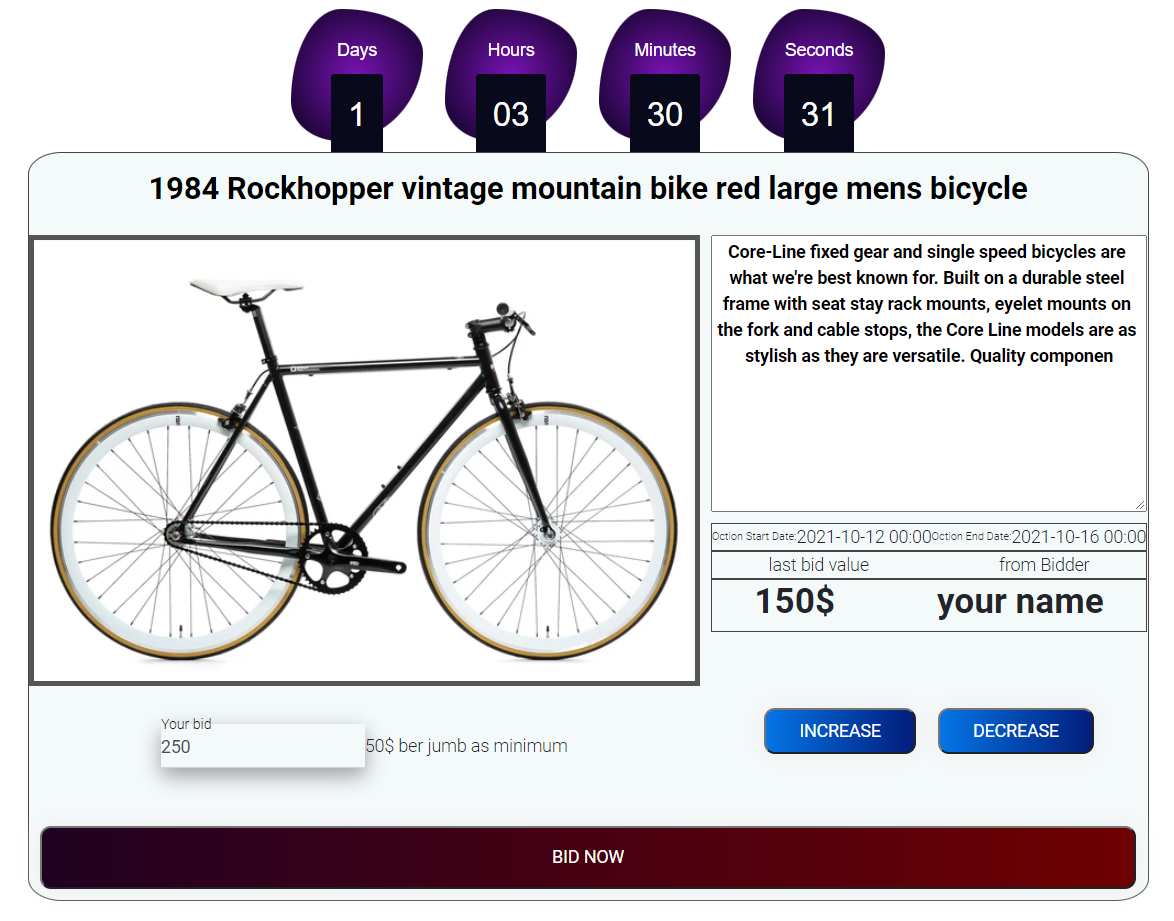 Days Hours Minutes Seconds
1 03 30 31
1984 Rockhopper vintage mountain bike red large mens bicycle
Core-Line fixed gear and single speed bicycles are
what we're best known for. Built on a durable steel
frame with seat stay rack mounts, eyelet mounts on
the fork and cable stops, the Core Line models are as
stylish as they are versatile. Quality componen
Oction Start Date:2021-10-12 00:00Oction End Date:2021-10-16 00:00
last bid value from Bidder
150$ your name
Your bid
250
50$ ber jumb as minimum
INCREASE DECREASE
BID NOW